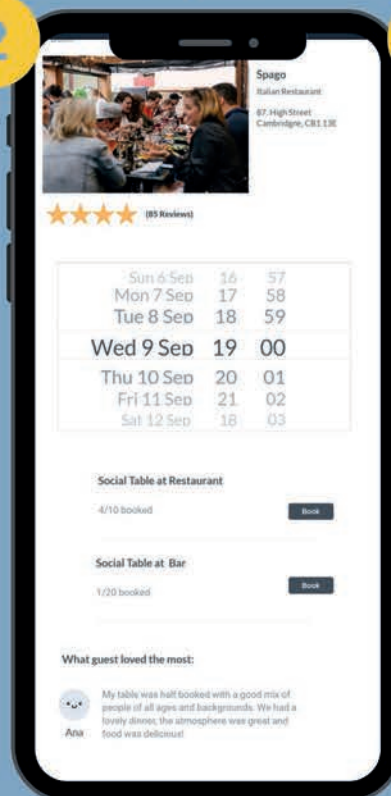 2
Spago
Italian Restaurant
87, High Street
Cambridgre, CB1 1JE
(85 Reviews)
Sun 6 Sep 16 57
Mon 7 Sep 17 58
Tue 8 Sep 18 59
Wed 9 Sep 19 00
Thu 10 Sep 20 01
Fri 11 Sep 21 02
Sat 12 Sep 18 03
Social Table at Restaurant
4/10 booked
Book
Social Table at Bar
1/20 booked
Book
What guest loved the most:
My table was half booked with a good mix of
people of all ages and backgrounds. We had a
lovely dinner, the atmosphere was great and
food was delicious!
Ana